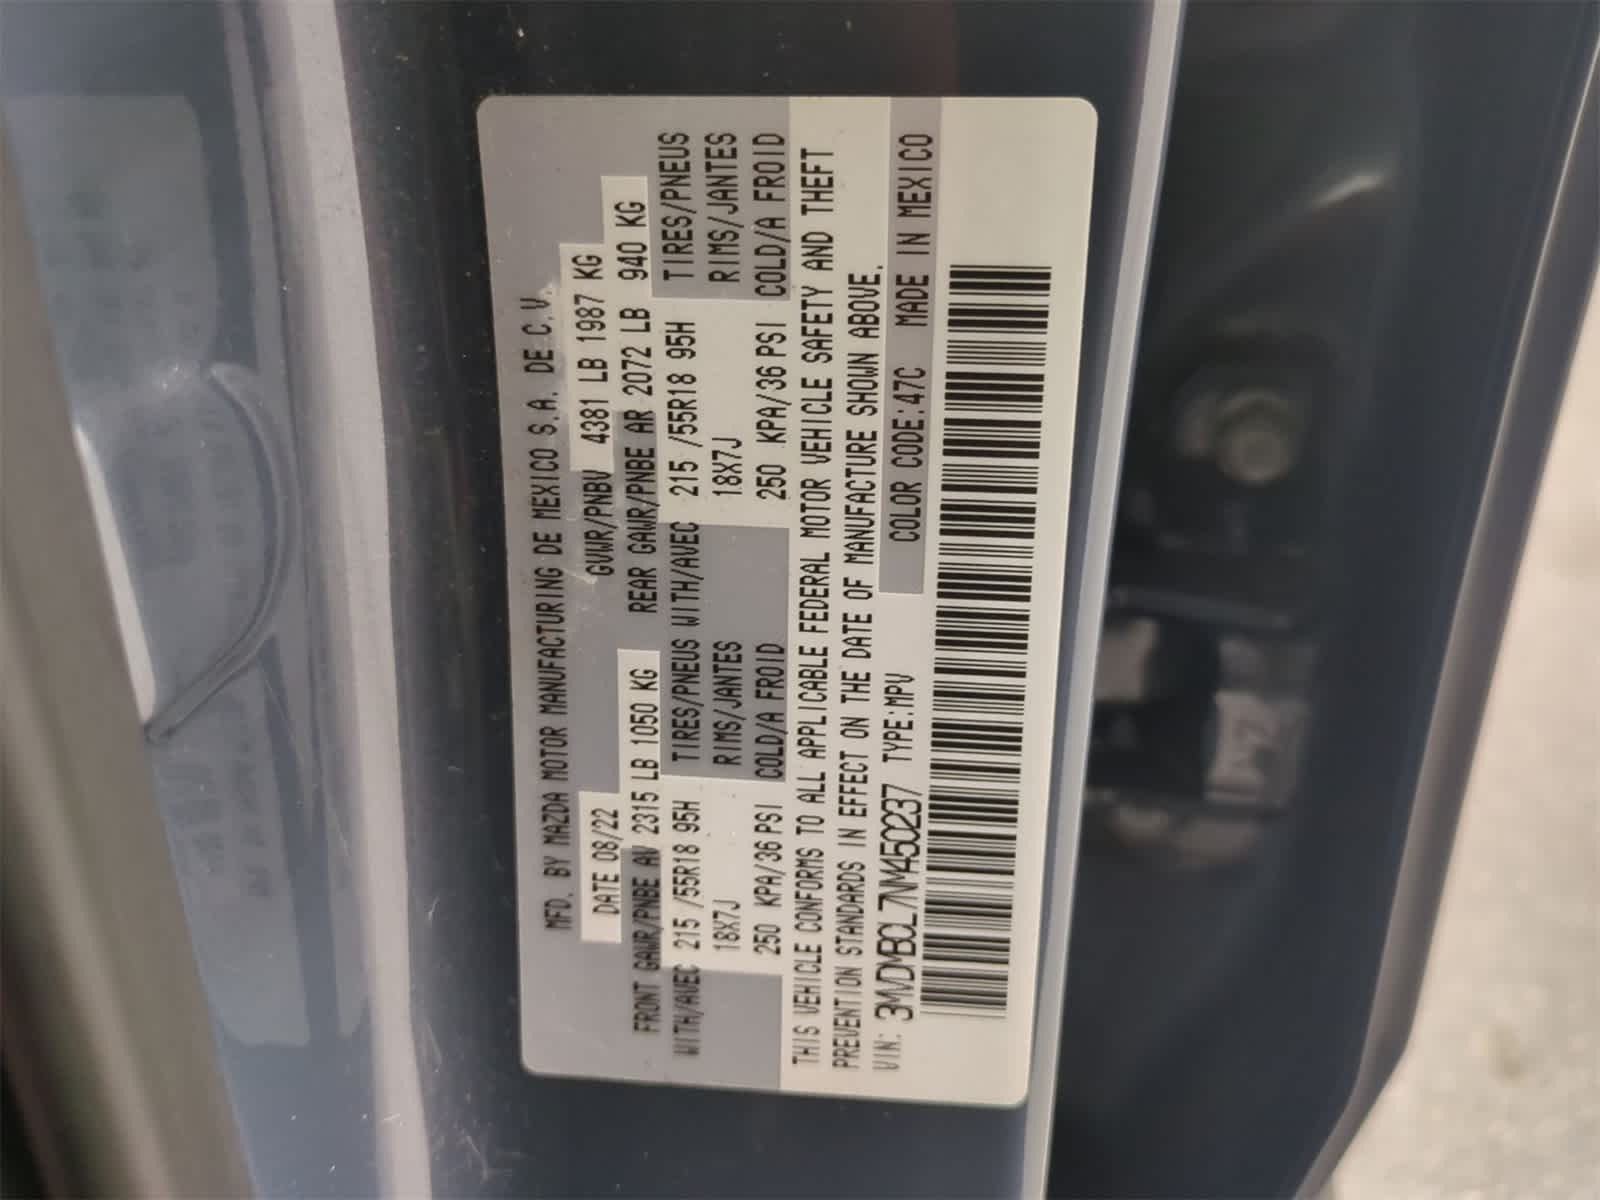 MFD. BY MAZDA MOTOR MANUFACTURING DE MEXICO S.A. DE C.V.
DATE 08/22 GVWR/PNBV 4381 LB 1987 KG
FRONT GAWR/PNBE AV 2315 LB 1050 KG REAR GAWR/PNBE AR 2072 LB 940 KG
WITH/AVEC 215 /55R18 95H TIRES/PNEUS WITH/AVEC 215 /55R18 95H TIRES/PNEUS
18X7J RIMS/JANTES 18X7J RIMS/JANTES
250 KPA/36 PSI COLD/A FROID 250 KPA/36 PSI COLD/A FROID
THIS VEHICLE CONFORMS TO ALL APPLICABLE FEDERAL MOTOR VEHICLE SAFETY AND THEFT
PREVENTION STANDARDS IN EFFECT ON THE DATE OF MANUFACTURE SHOWN ABOVE.
VIN: 3MVDMBCL7NM450237 TYPE:MPV COLOR CODE:47C MADE IN MEXICO